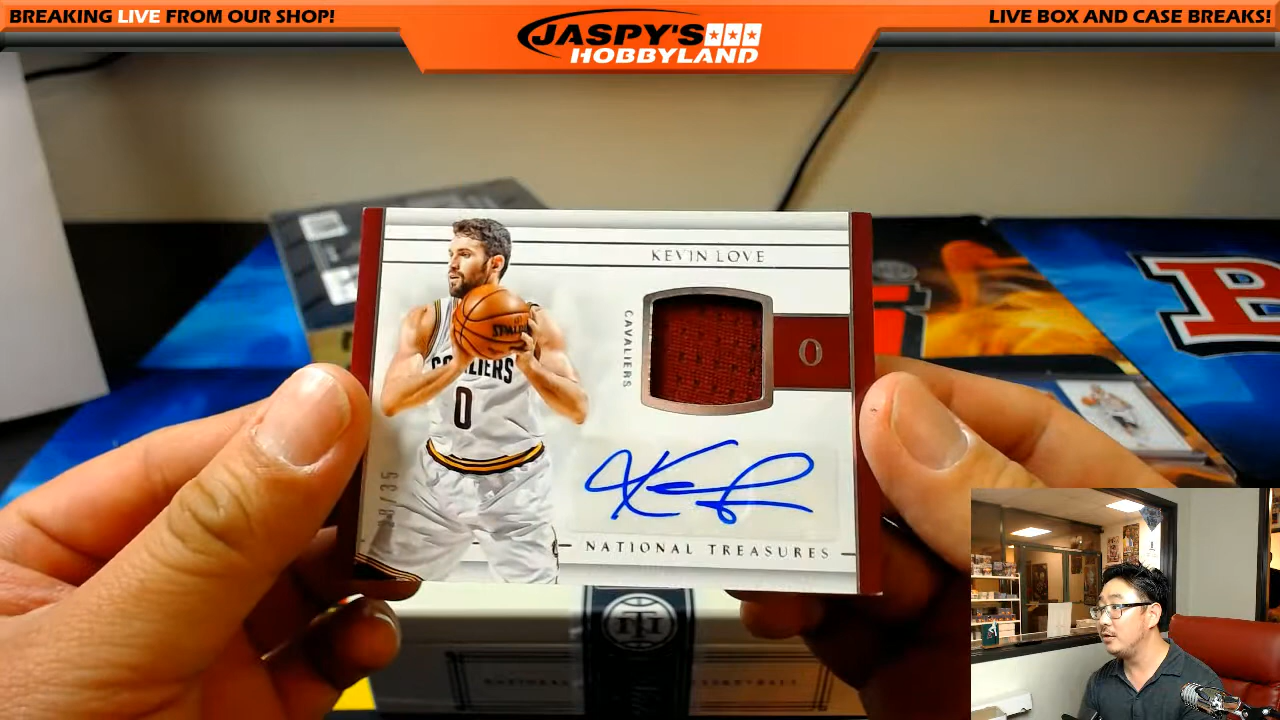 BREAKING LIVE FROM OUR SHOP!
JASPY'S
HOBBYLAND
LIVE BOX AND CASE BREAKS!
KEVIN LOVE
CAVALIERS
0
SPALDING
CAVALIERS
0
/35
NATIONAL TREASURES